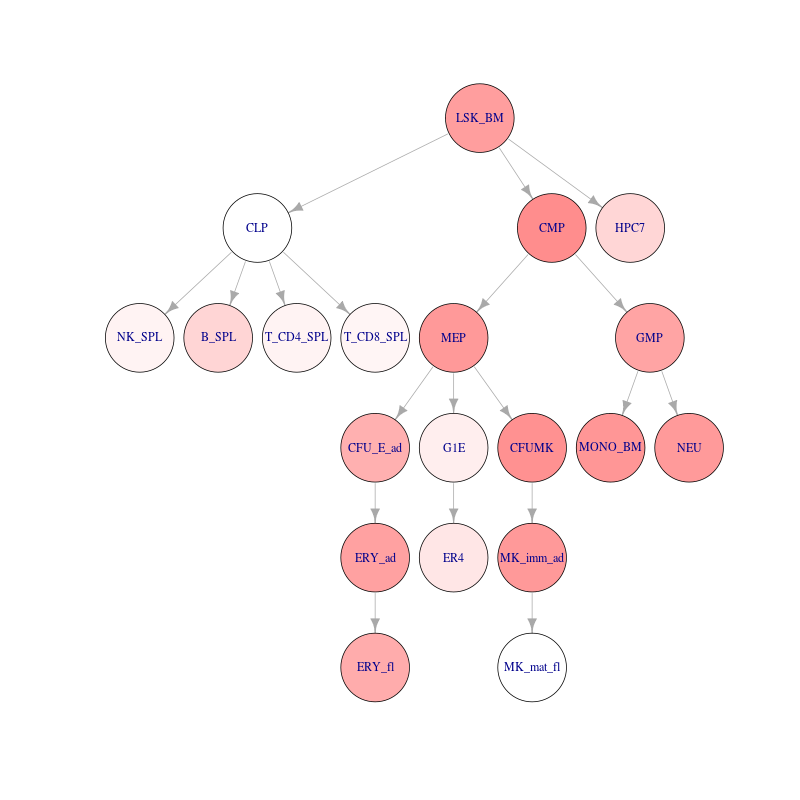 LSK_BM
CLP
CMP
HPC7
NK_SPL
B_SPL
T_CD4_SPL
T_CD8_SPL
MEP
GMP
CFU_E_ad
G1E
CFUMK
MONO_BM
NEU
ERY_ad
ER4
MK_imm_ad
ERY_fl
MK_mat_fl